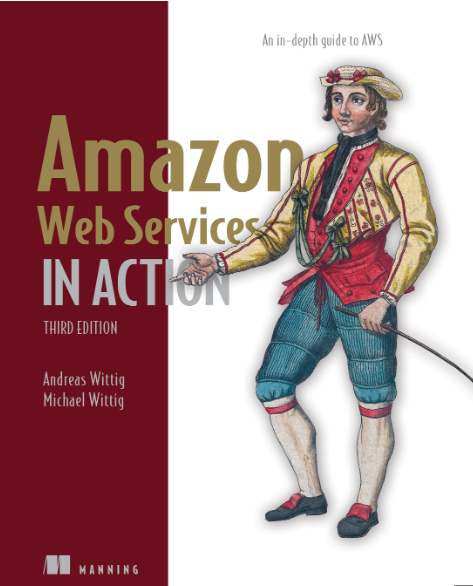 An in-depth guide to AWS
Amazon
Web Services
IN ACTION
THIRD EDITION
Andreas Wittig
Michael Wittig
MANNING